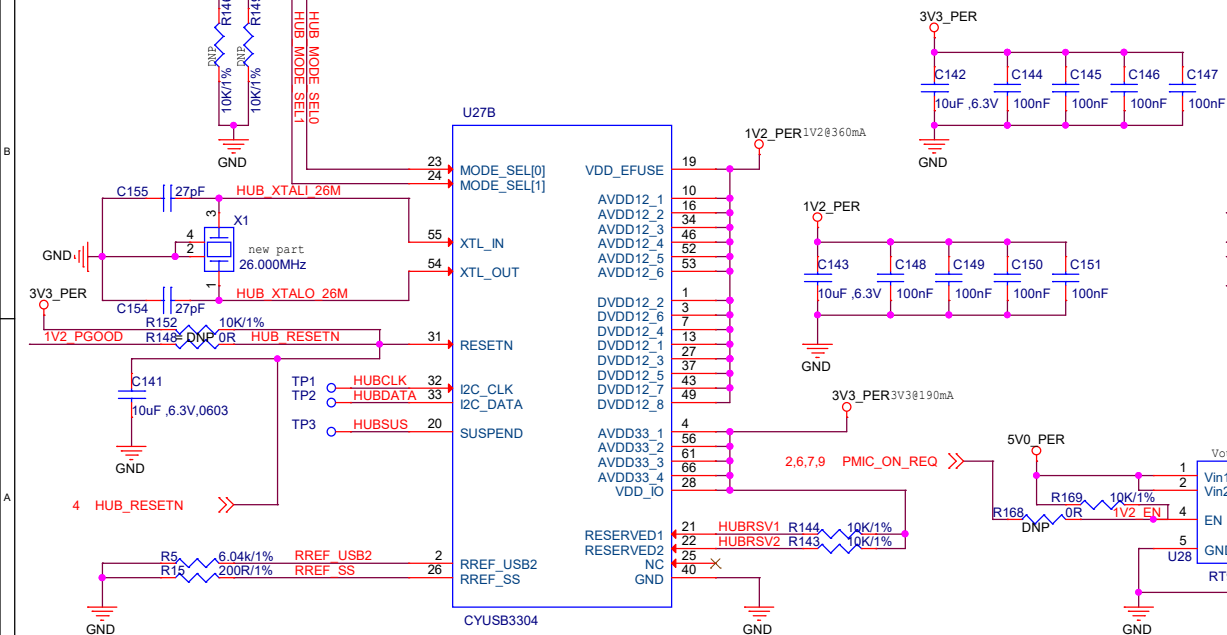 R146
R149
DNP
DNP
10K/1%
10K/1%
HUB_MODE_SEL0
HUB_MODE_SEL1
GND
3V3_PER
C142
10uF ,6.3V
C144
100nF
C145
100nF
C146
100nF
C147
100nF
GND
B
U27B
1V2_PER 1V2@360mA
23
MODE_SEL[0]
24
MODE_SEL[1]
VDD_EFUSE
19
AVDD12_1
10
AVDD12_2
16
AVDD12_3
34
AVDD12_4
46
AVDD12_5
52
AVDD12_6
53
C155
27pF
HUB_XTALI_26M
3
X1
4
2
new part
26.000MHz
GND
1
55
XTL_IN
54
XTL_OUT
HUB_XTALO_26M
C154
27pF
DVDD12_2
1
DVDD12_6
3
DVDD12_4
7
DVDD12_1
13
DVDD12_3
27
DVDD12_5
37
DVDD12_7
43
DVDD12_8
49
1V2_PER
C143
10uF ,6.3V
C148
100nF
C149
100nF
C150
100nF
C151
100nF
GND
3V3_PER
R152
10K/1%
1V2_PGOOD
R148
DNP
0R
HUB_RESETN
31
RESETN
C141
10uF ,6.3V,0603
GND
TP1
HUBCLK
32
I2C_CLK
TP2
HUBDATA
33
I2C_DATA
TP3
HUBSUS
20
SUSPEND
3V3_PER 3V3@190mA
AVDD33_1
4
AVDD33_2
56
AVDD33_3
61
AVDD33_4
66
VDD_IO
28
A
4 HUB_RESETN
2,6,7,9 PMIC_ON_REQ
5V0_PER
R169
10K/1%
R168
DNP
0R
1V2_EN
1
Vin1
2
Vin2
4
EN
5
GND
U28
GND
RESERVED1
21
HUBRSV1
R144
10K/1%
RESERVED2
22
HUBRSV2
R143
10K/1%
NC
25
GND
40
GND
R5
6.04k/1%
RREF_USB2
2
RREF_USB2
R15
200R/1%
RREF_SS
26
RREF_SS
GND
CYUSB3304